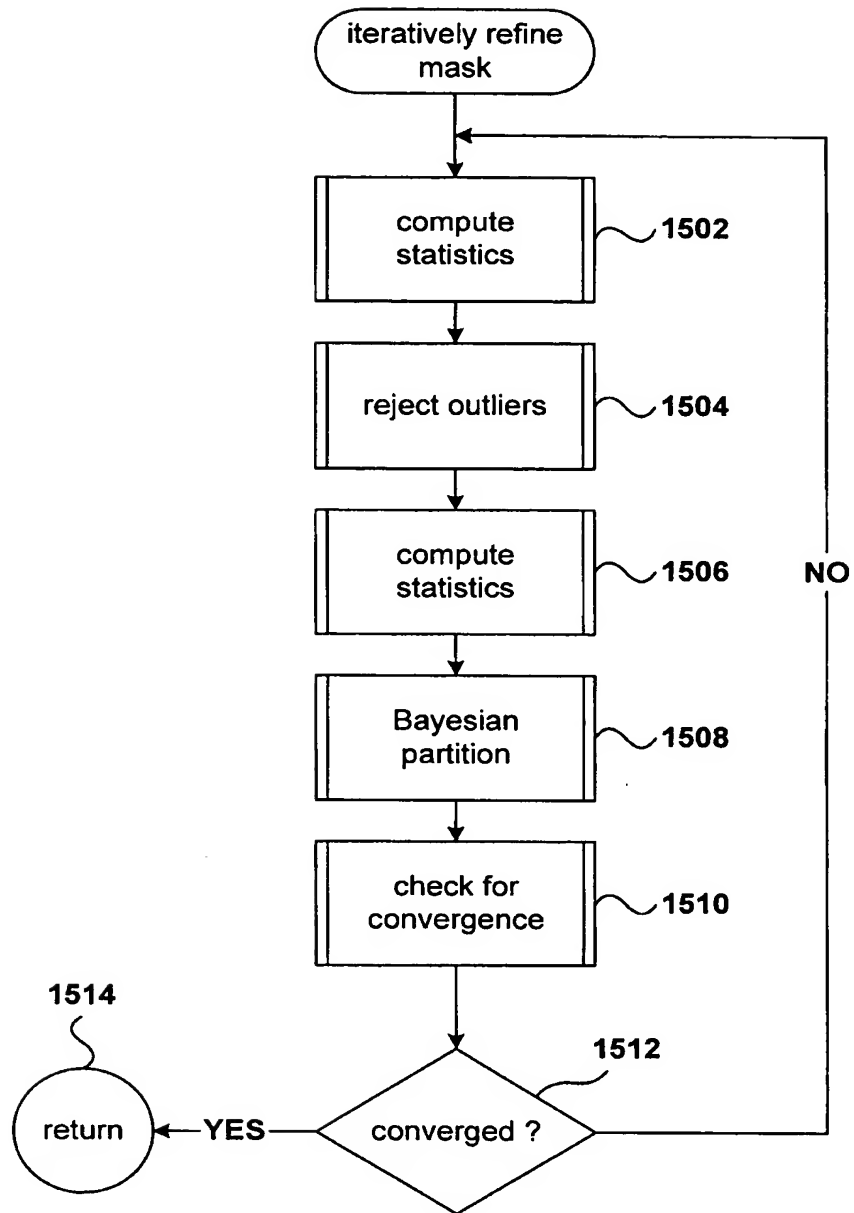 iteratively refine
mask
compute
statistics
1502
reject outliers
1504
compute
statistics
1506
NO
Bayesian
partition
1508
check for
convergence
1510
1514
1512
return
YES
converged ?